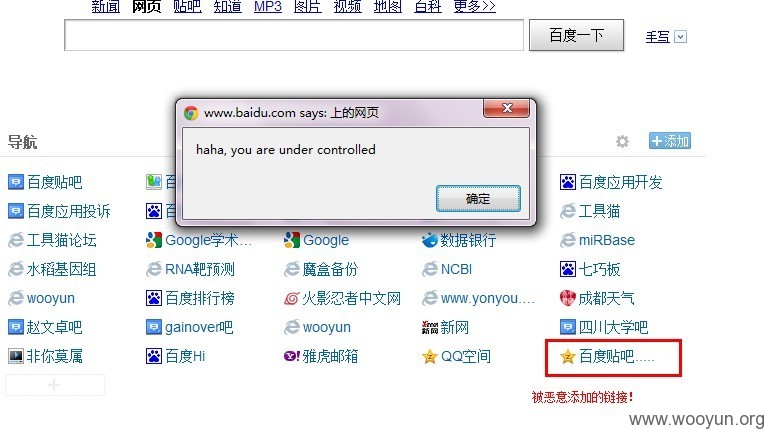 新闻 网页 贴吧 知道 MP3 图片 视频 地图 百科 更多>>
百度一下 手写
www.baidu.com says: 上的网页
haha, you are under controlled
确定
导航 添加
百度贴吧 百度应用开发
百度应用投诉 工具猫
工具猫论坛 Google学术... Google 数据银行 miRBase
水稻基因组 RNA靶预测 魔盒备份 NCBI 七巧板
wooyun 百度排行榜 火影忍者中文网 www.yonyou.... 成都天气
赵文卓吧 gainover吧 wooyun 新网 四川大学吧
非你莫属 百度Hi 雅虎邮箱 QQ空间 百度贴吧.....
被恶意添加的链接!
www.wooyun.org